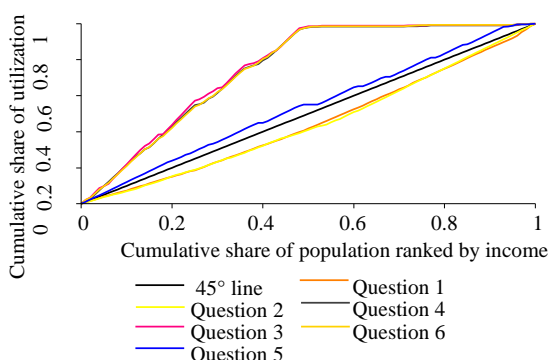 Cumulative share of utilization
0 0.2 0.4 0.6 0.8 1
0 0.2 0.4 0.6 0.8 1
Cumulative share of population ranked by income
45° line
Question 1
Question 2
Question 4
Question 3
Question 6
Question 5